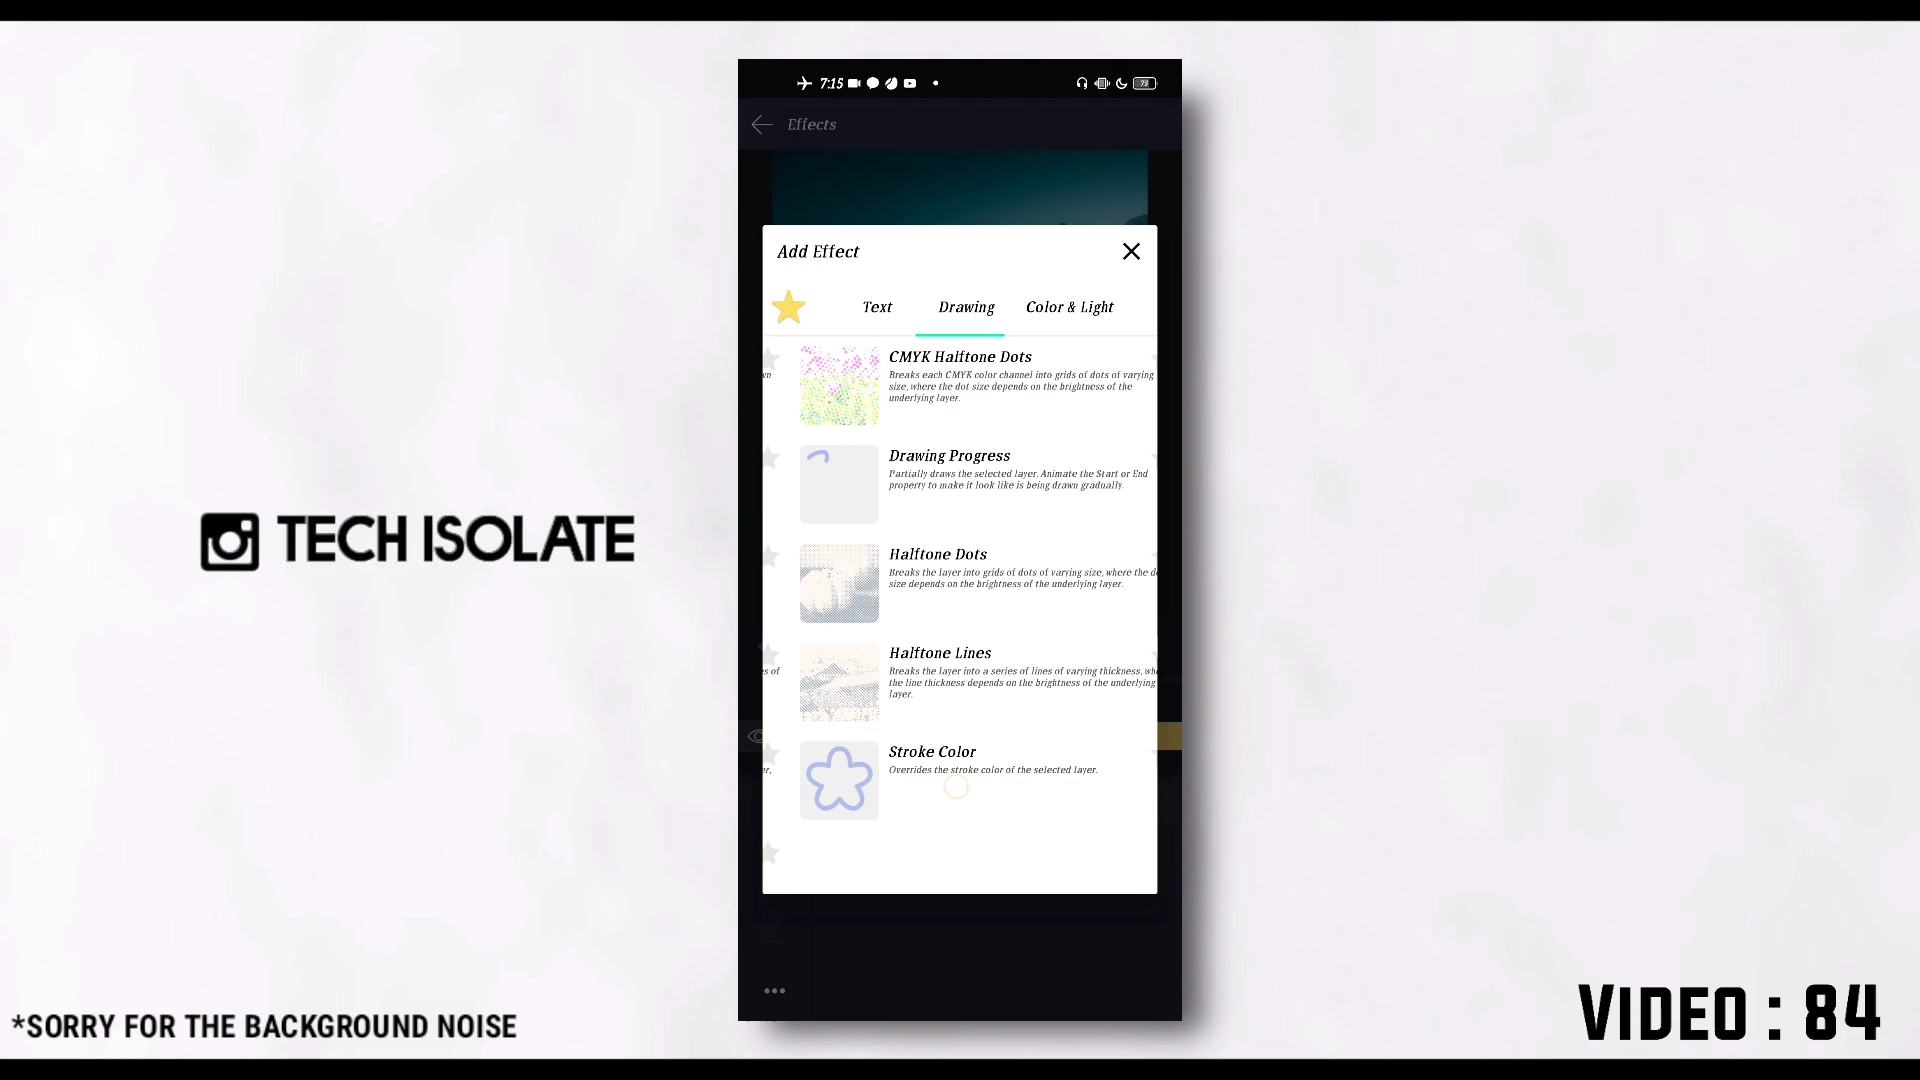 7:15
75
Effects
Add Effect
Text
Drawing
Color & Light
CMYK Halftone Dots
Breaks each CMYK color channel into grids of dots of varying
size, where the dot size depends on the brightness of the
underlying layer.
Drawing Progress
Partially draws the selected layer. Animate the Start or End
property to make it look like is being drawn gradually.
Halftone Dots
Breaks the layer into grids of dots of varying size, where the
size depends on the brightness of the underlying layer.
Halftone Lines
Breaks the layer into a series of lines of varying thickness,
the line thickness depends on the brightness of the underlying
layer.
Stroke Color
Overrides the stroke color of the selected layer.
TECH ISOLATE
*SORRY FOR THE BACKGROUND NOISE
VIDEO : 84